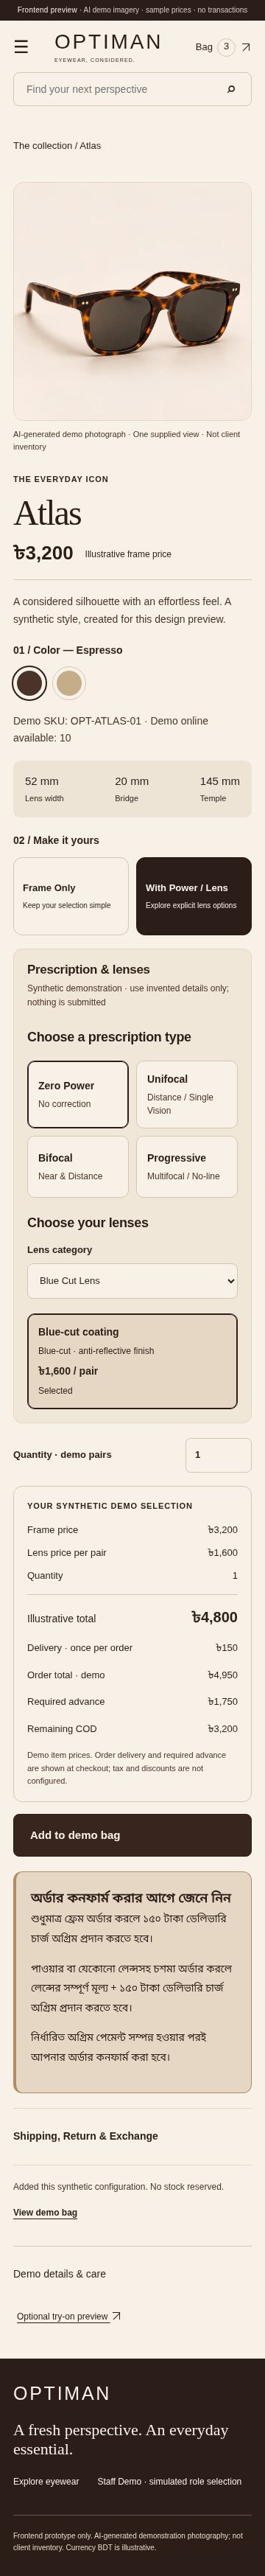 Frontend preview · AI demo imagery · sample prices · no transactions
OPTIMAN
EYEWEAR, CONSIDERED.
Bag 3
Find your next perspective
The collection / Atlas
AI-generated demo photograph · One supplied view · Not client
inventory
THE EVERYDAY ICON
Atlas
৳3,200 Illustrative frame price
A considered silhouette with an effortless feel. A
synthetic style, created for this design preview.
01 / Color — Espresso
Demo SKU: OPT-ATLAS-01 · Demo online
available: 10
52 mm 20 mm 145 mm
Lens width Bridge Temple
02 / Make it yours
Frame Only
Keep your selection simple
With Power / Lens
Explore explicit lens options
Prescription & lenses
Synthetic demonstration · use invented details only;
nothing is submitted
Choose a prescription type
Zero Power
No correction
Unifocal
Distance / Single
Vision
Bifocal
Near & Distance
Progressive
Multifocal / No-line
Choose your lenses
Lens category
Blue Cut Lens
Blue-cut coating
Blue-cut · anti-reflective finish
৳1,600 / pair
Selected
Quantity · demo pairs 1
YOUR SYNTHETIC DEMO SELECTION
Frame price ৳3,200
Lens price per pair ৳1,600
Quantity 1
Illustrative total ৳4,800
Delivery · once per order ৳150
Order total · demo ৳4,950
Required advance ৳1,750
Remaining COD ৳3,200
Demo item prices. Order delivery and required advance
are shown at checkout; tax and discounts are not
configured.
Add to demo bag
অর্ডার কনফার্ম করার আগে জেনে নিন
শুধুমাত্র ফ্রেম অর্ডার করলে ১৫০ টাকা ডেলিভারি
চার্জ অগ্রিম প্রদান করতে হবে।
পাওয়ার বা যেকোনো লেন্সসহ চশমা অর্ডার করলে
লেন্সের সম্পূর্ণ মূল্য + ১৫০ টাকা ডেলিভারি চার্জ
অগ্রিম প্রদান করতে হবে।
নির্ধারিত অগ্রিম পেমেন্ট সম্পন্ন হওয়ার পরই
আপনার অর্ডার কনফার্ম করা হবে।
Shipping, Return & Exchange
Added this synthetic configuration. No stock reserved.
View demo bag
Demo details & care
Optional try-on preview
OPTIMAN
A fresh perspective. An everyday
essential.
Explore eyewear Staff Demo · simulated role selection
Frontend prototype only. AI-generated demonstration photography; not
client inventory. Currency BDT is illustrative.